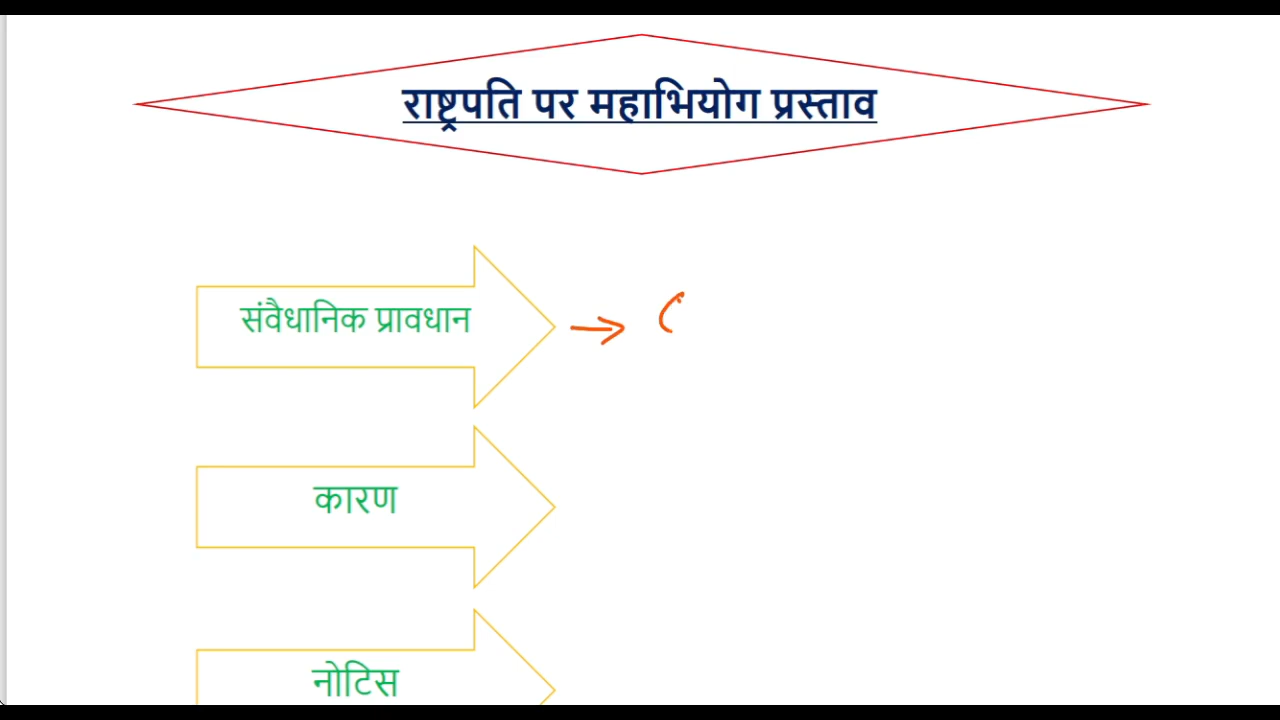 राष्ट्रपति पर महाभियोग प्रस्ताव
संवैधानिक प्रावधान
कारण
नोटिस